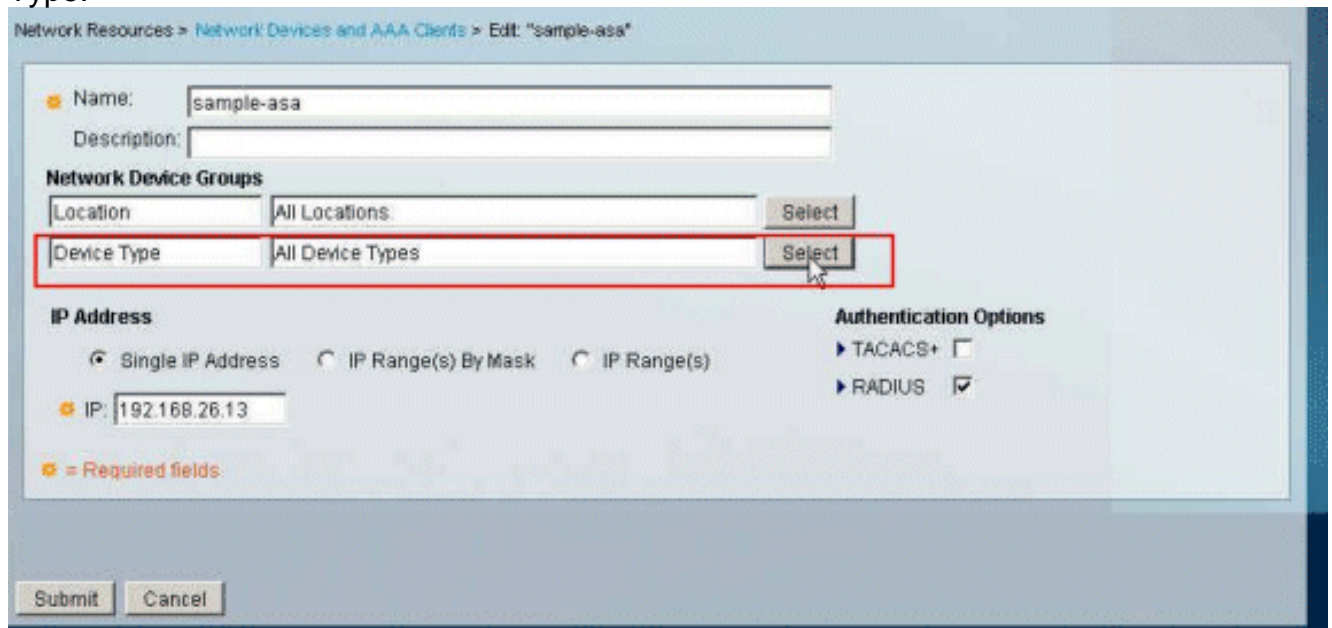 Type.
Network Resources > Network Devices and AAA Clients > Edit: "sample-asa"
Name: sample-asa
Description:
Network Device Groups
Location All Locations Select
Device Type All Device Types Select
IP Address Authentication Options
Single IP Address IP Range(s) By Mask IP Range(s) TACACS+
RADIUS
IP: 192.168.26.13
= Required fields
Submit Cancel